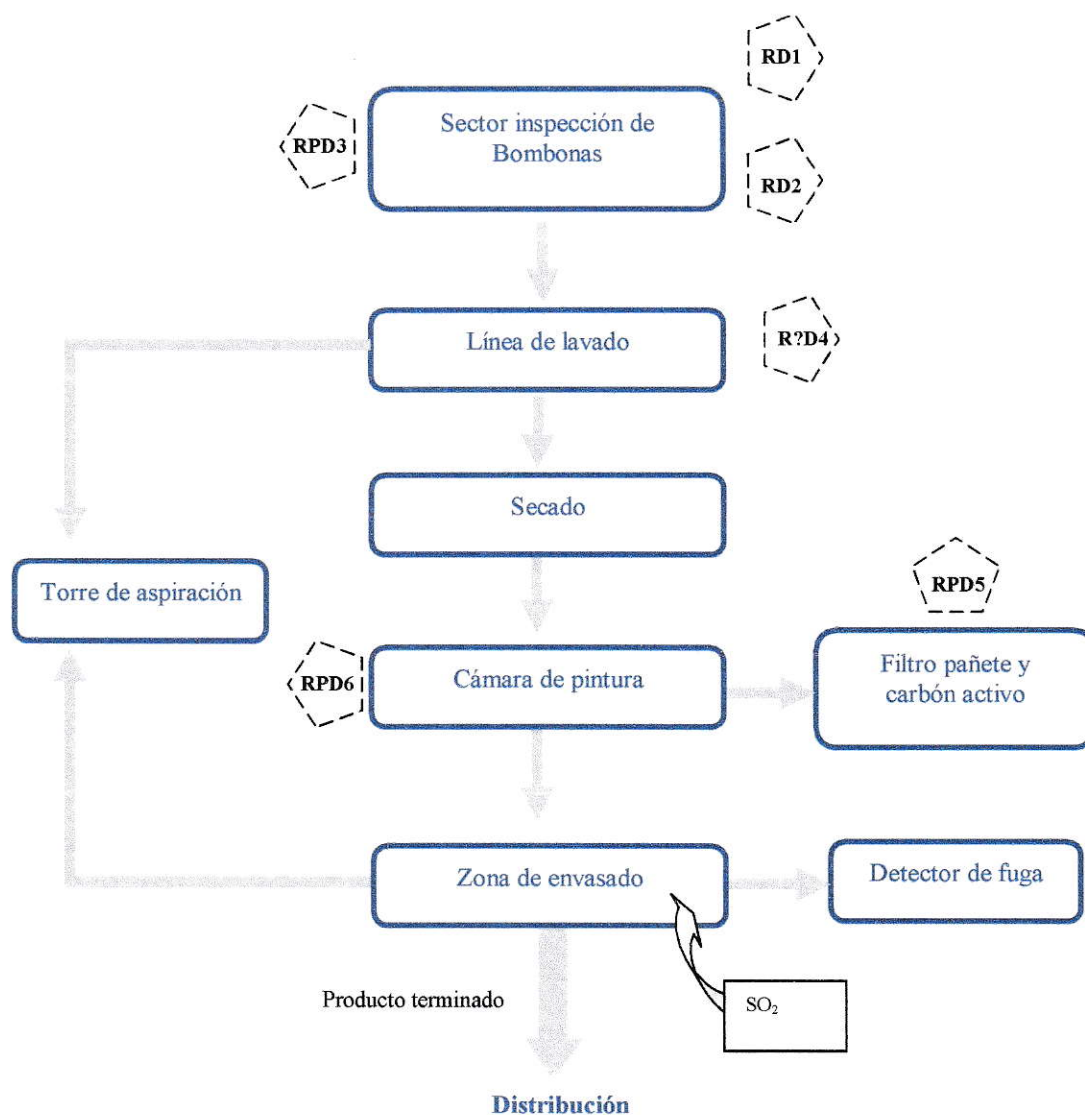 RD1
Sector inspección de
Bombonas
RPD3
RD2
Línea de lavado
R?D4
Secado
Torre de aspiración
RPD5
Cámara de pintura
RPD6
Filtro pañete y
carbón activo
Zona de envasado
Detector de fuga
Producto terminado
SO₂
Distribución